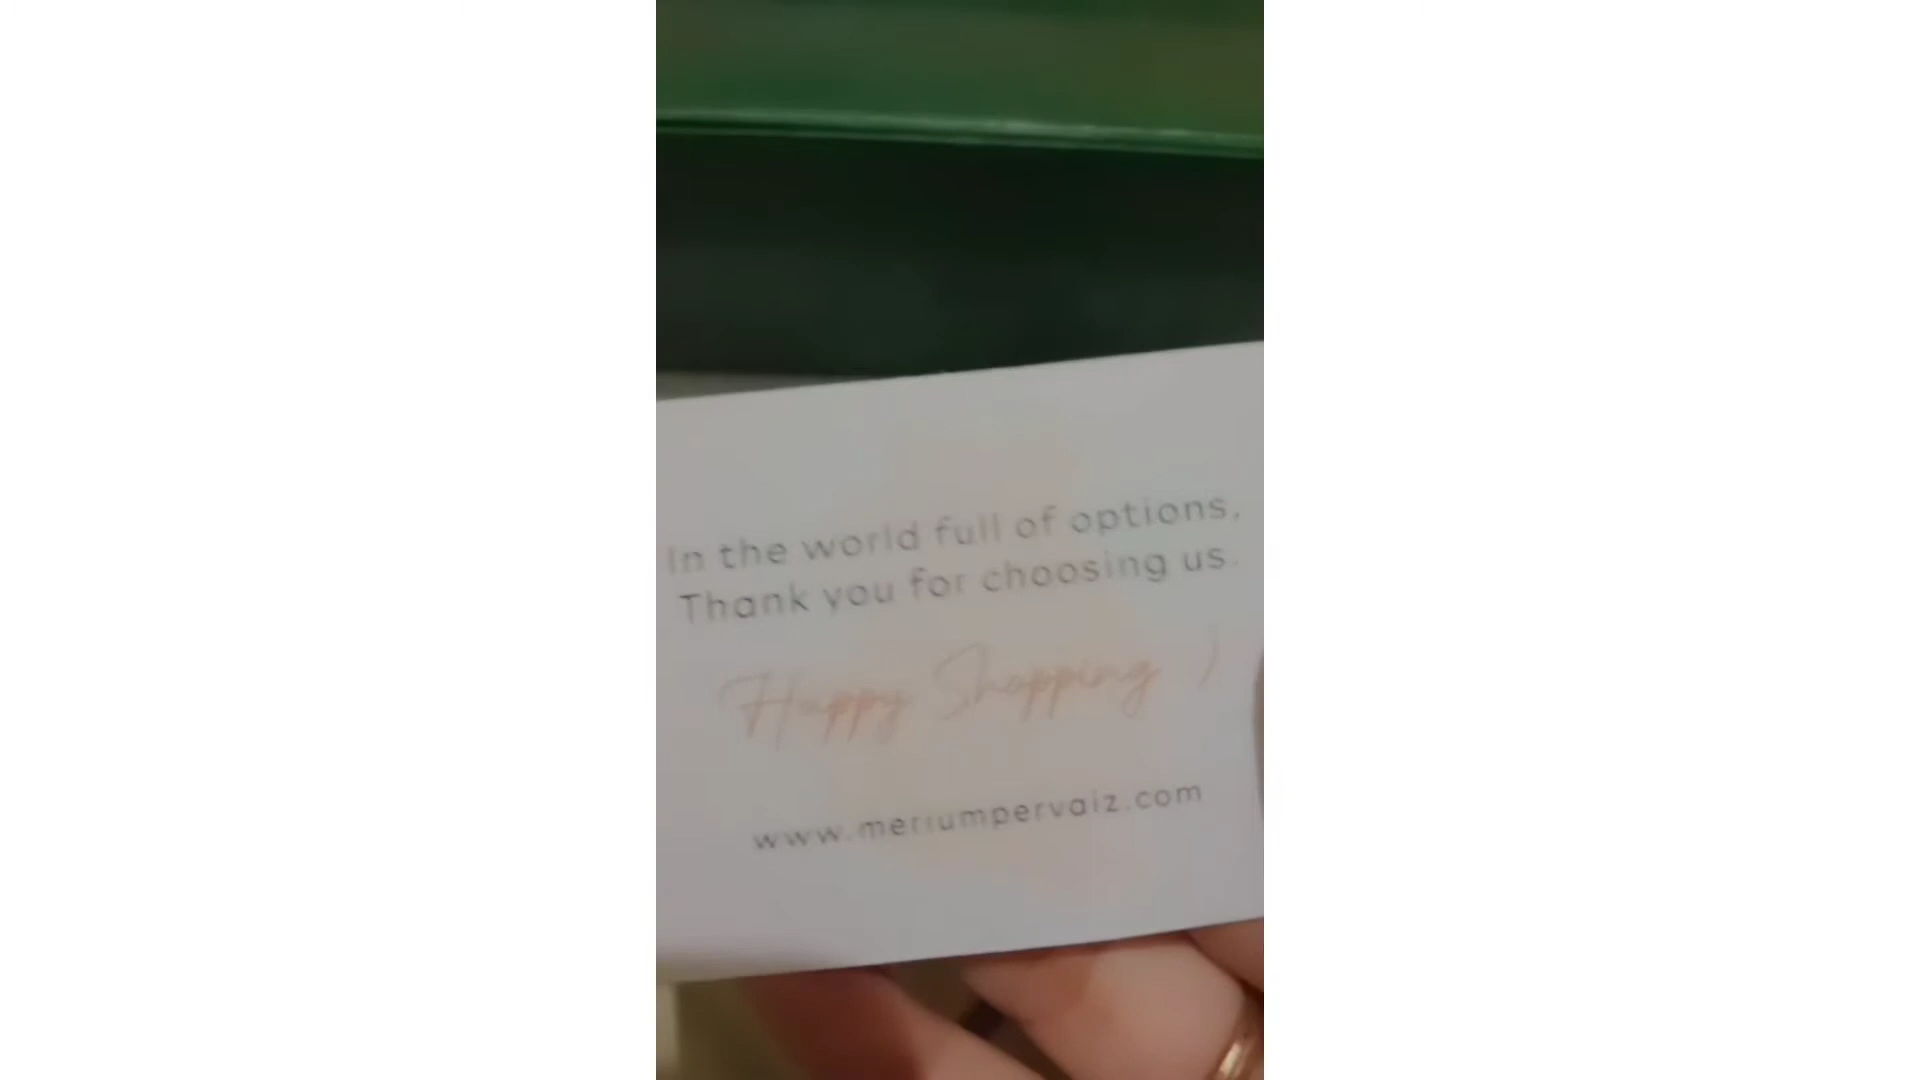 In the world full of options,
Thank you for choosing us.
Happy Shopping :)
www.meriumpervaiz.com